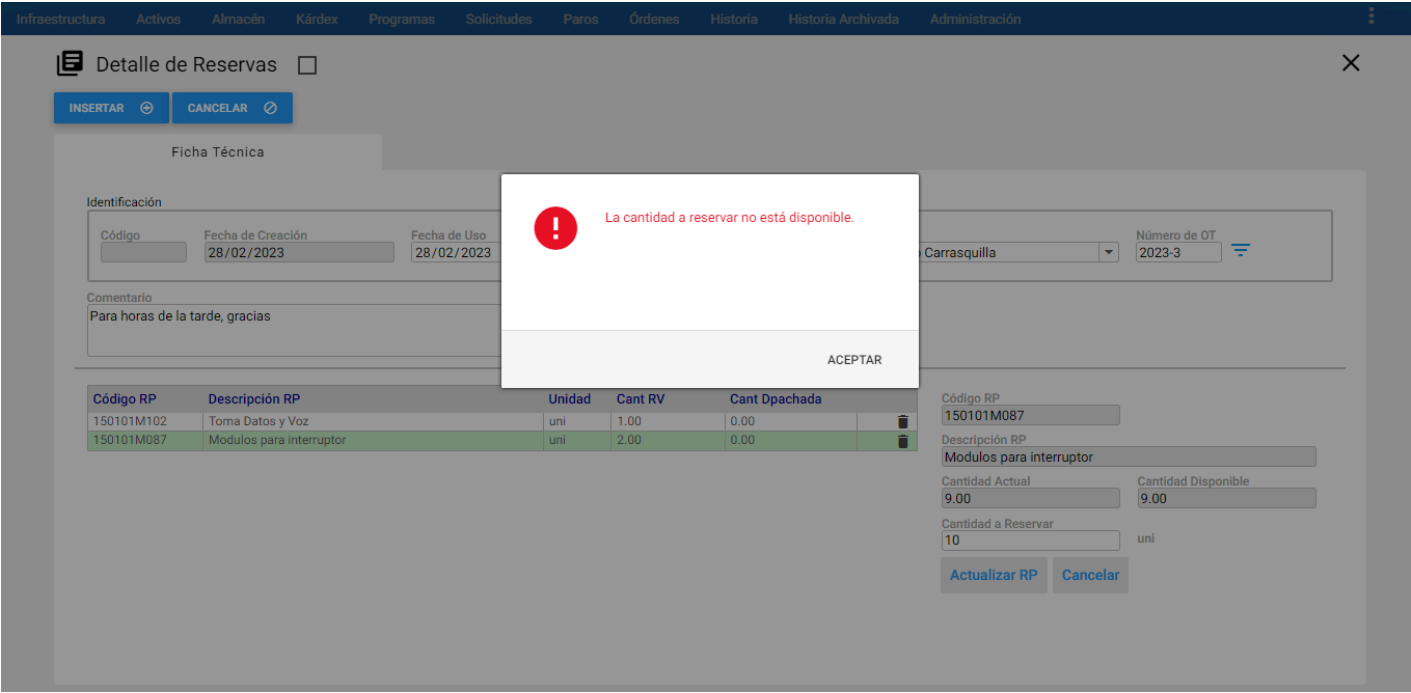 Infraestructura Activos Almacén Kárdex Programas Solicitudes Paros Órdenes Historia Historia Archivada Administración
Detalle de Reservas
INSERTAR CANCELAR
Ficha Técnica
La cantidad a reservar no está disponible.
ACEPTAR
Identificación
Código Fecha de Creación Fecha de Uso Número de OT
28/02/2023 28/02/2023 Carrasquilla 2023-3
Comentario
Para horas de la tarde, gracias
Código RP Descripción RP Unidad Cant RV Cant Dpachada
150101M102 Toma Datos y Voz uni 1.00 0.00
150101M087 Modulos para interruptor uni 2.00 0.00
Código RP
150101M087
Descripción RP
Modulos para interruptor
Cantidad Actual Cantidad Disponible
9.00 9.00
Cantidad a Reservar
10 uni
Actualizar RP Cancelar